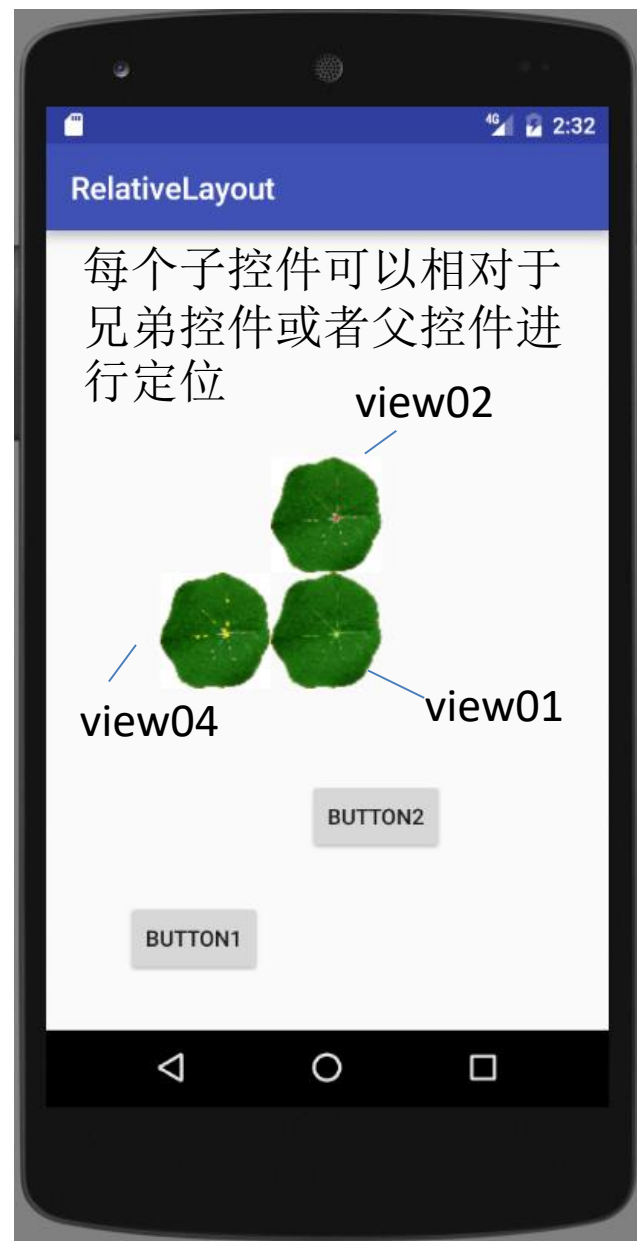 4G 2:32
RelativeLayout
每个子控件可以相对于
兄弟控件或者父控件进
行定位
view02
view04
view01
BUTTON2
BUTTON1